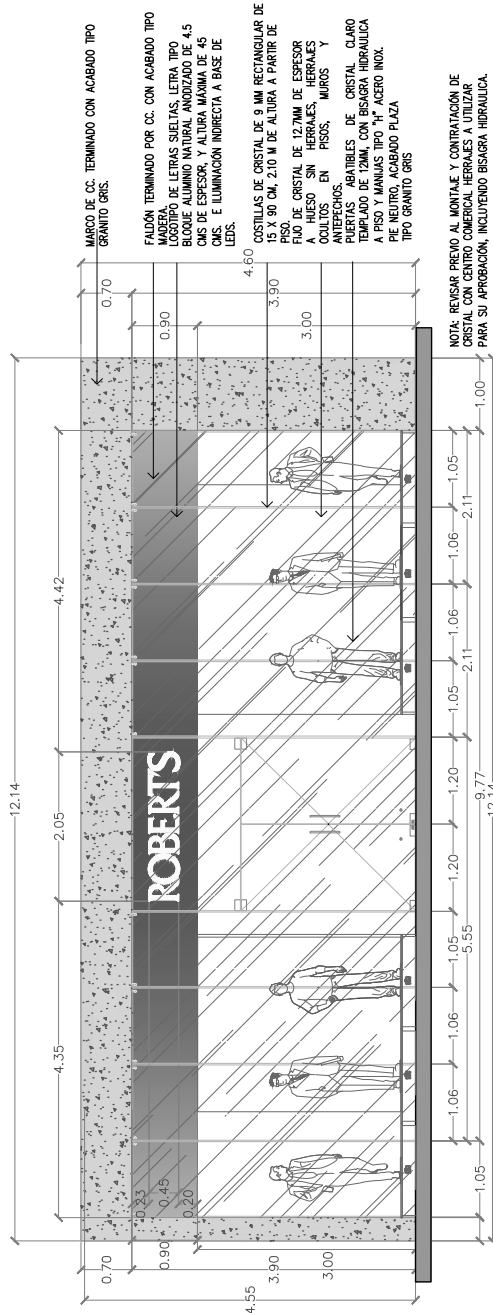 12.14
4.35
2.05
4.42
0.70
0.90
3.90
3.00
4.55
0.23
0.45
0.20
ROBERT'S
0.70
0.90
3.90
3.00
4.60
MARCO DE CC. TERMINADO CON ACABADO TIPO
GRANITO GRIS.
FALDÓN TERMINADO POR CC. CON ACABADO TIPO
MADERA.
LOGOTIPO DE LETRAS SUELTAS, LETRA TIPO
BLOQUE ALUMINIO NATURAL ANODIZADO DE 4.5
CMS DE ESPESOR, Y ALTURA MÁXIMA DE 45
CMS. E ILUMINACIÓN INDIRECTA A BASE DE
LEDS.
COSTILLAS DE CRISTAL DE 9 MM RECTANGULAR DE
15 X 90 CM, 2.10 M DE ALTURA A PARTIR DE
PISO.
FIJO DE CRISTAL DE 12.7MM DE ESPESOR
A HUESO SIN HERRAJES, HERRAJES
OCULTOS EN PISOS, MUROS Y
ANTEPECHOS.
PUERTAS ABATIBLES DE CRISTAL CLARO
TEMPLADO DE 12MM, CON BISAGRA HIDRAULICA
A PISO Y MANIJAS TIPO "H" ACERO INOX.
PIE NEUTRO, ACABADO PLAZA
TIPO GRANITO GRIS
NOTA: REVISAR PREVIO AL MONTAJE Y CONTRATACIÓN DE
CRISTAL CON CENTRO COMERICAL HERRAJES A UTILIZAR
PARA SU APROBACIÓN, INCLUYENDO BISAGRA HIDRAULICA.
1.05
1.06
1.06
1.05
1.20
1.20
1.05
1.06
1.06
1.05
1.00
5.55
2.11
2.11
9.77
12.14